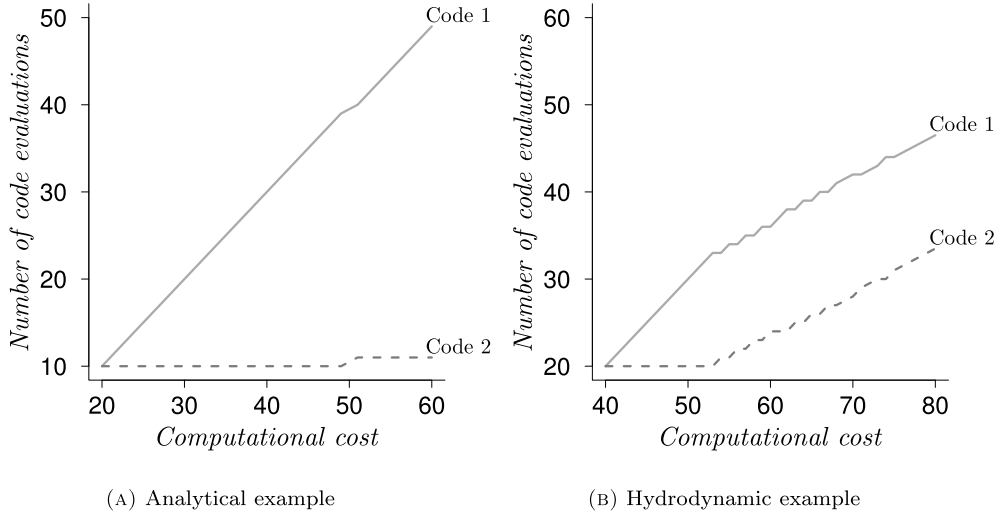 Number of code evaluations
50
40
30
20
10
Code 1
Code 2
20 30 40 50 60
Computational cost
(A) Analytical example
Number of code evaluations
60
50
40
30
20
Code 1
Code 2
40 50 60 70 80
Computational cost
(B) Hydrodynamic example